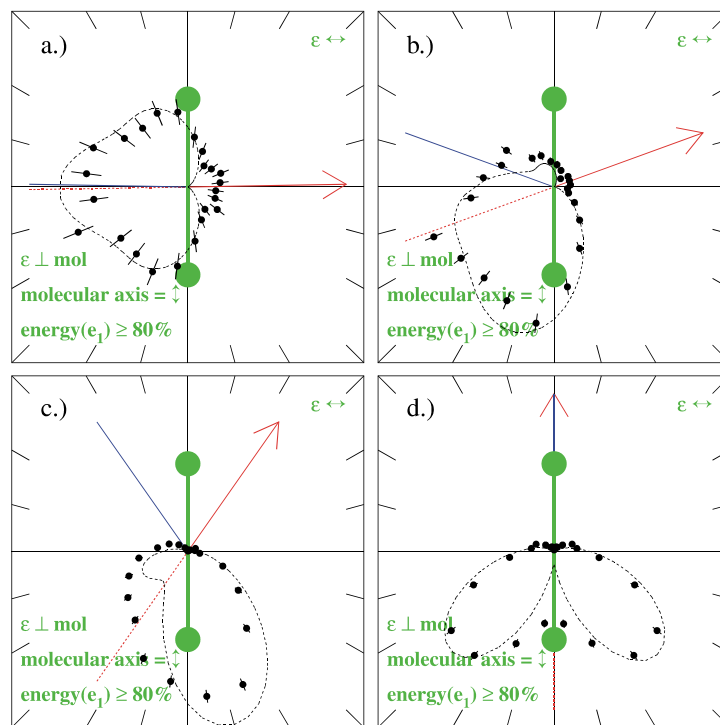 a.)
ε ↔
ε ⊥ mol
molecular axis = ↕
energy(e₁) ≥ 80%
b.)
ε ↔
ε ⊥ mol
molecular axis = ↕
energy(e₁) ≥ 80%
c.)
ε ↔
ε ⊥ mol
molecular axis = ↕
energy(e₁) ≥ 80%
d.)
ε ↔
ε ⊥ mol
molecular axis = ↕
energy(e₁) ≥ 80%